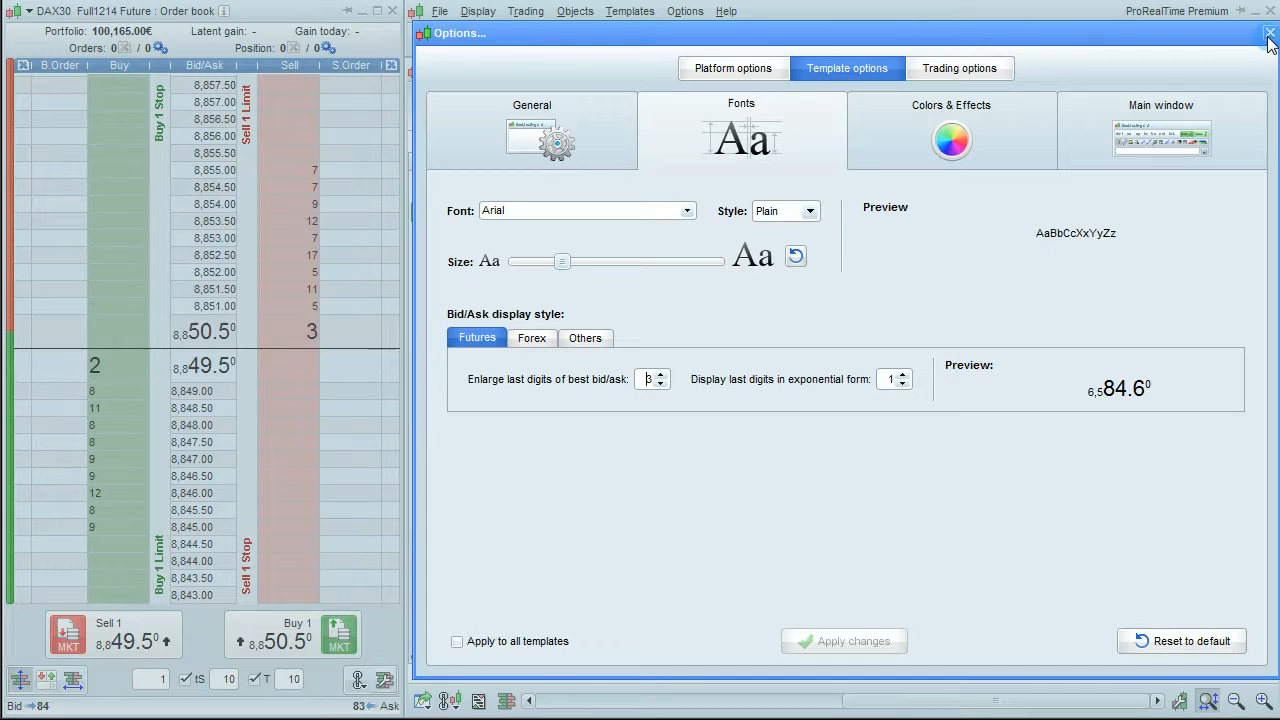 DAX30 Full1214 Future : Order book
Portfolio: 100,165.00€ Latent gain: - Gain today: -
Orders: 0 / 0 Position: 0 / 0
B.Order Buy Bid/Ask Sell S.Order
Buy 1 Stop
Sell 1 Limit
8,857.50
8,857.00
8,856.50
8,856.00
8,855.50
8,855.00 7
8,854.50 7
8,854.00 9
8,853.50 12
8,853.00 7
8,852.50 17
8,852.00 5
8,851.50 11
8,851.00 5
8,850.50 3
2 8,849.50
8 8,849.00
11 8,848.50
8 8,848.00
8 8,847.50
9 8,847.00
9 8,846.50
12 8,846.00
8 8,845.50
9 8,845.00
8,844.50
8,844.00
8,843.50
8,843.00
Buy 1 Limit
Sell 1 Stop
Sell 1
MKT 8,849.50
Buy 1
8,850.50 MKT
1 tS 10 T 10
Bid 84 83 Ask
File Display Trading Objects Templates Options Help ProRealTime Premium
Options...
Platform options Template options Trading options
General Fonts Colors & Effects Main window
Aa
Font: Arial Style: Plain Preview
AaBbCcXxYyZz
Size: Aa Aa
Bid/Ask display style:
Futures Forex Others
Enlarge last digits of best bid/ask: 3 Display last digits in exponential form: 1 Preview:
6,584.60
Apply to all templates Apply changes Reset to default